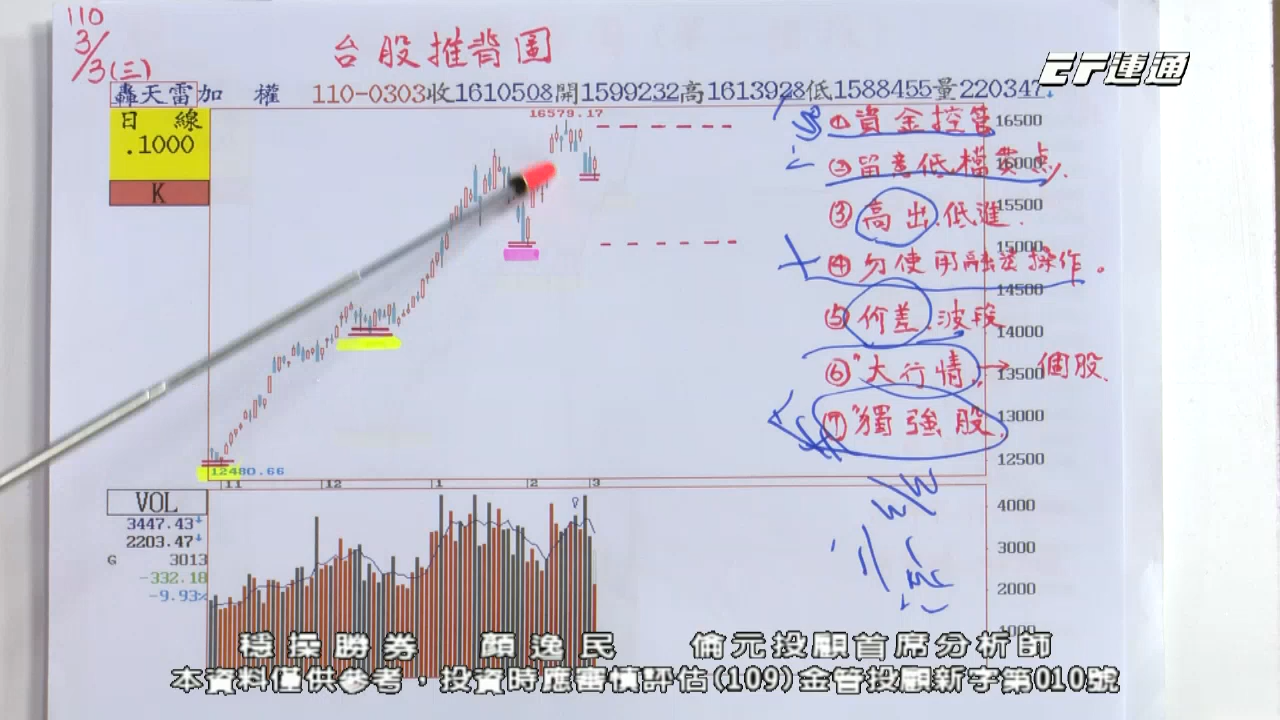 110
3/3(三)
台股推背圖
EF運通
轟天雷加 權 110-0303收1610508開1599232高1613928低1588455量220347↓
日 線
.1000
K
16579.17
16500
16000
15500
15000
14500
14000
13500
13000
12500
①資金控管
②留意低檔買点.
③高出.低進.
④勿使用融資操作.
⑤价差.波段
⑥"大行情"→個股.
⑦"獨強股"
12480.66
11 12 1 2 3
VOL
3447.43↓
2203.47↓
G 3013
-332.18
-9.93%
4000
3000
2000
1000
穩操勝券 顏逸民 倫元投顧首席分析師
本資料僅供參考，投資時應審慎評估(109)金管投顧新字第010號